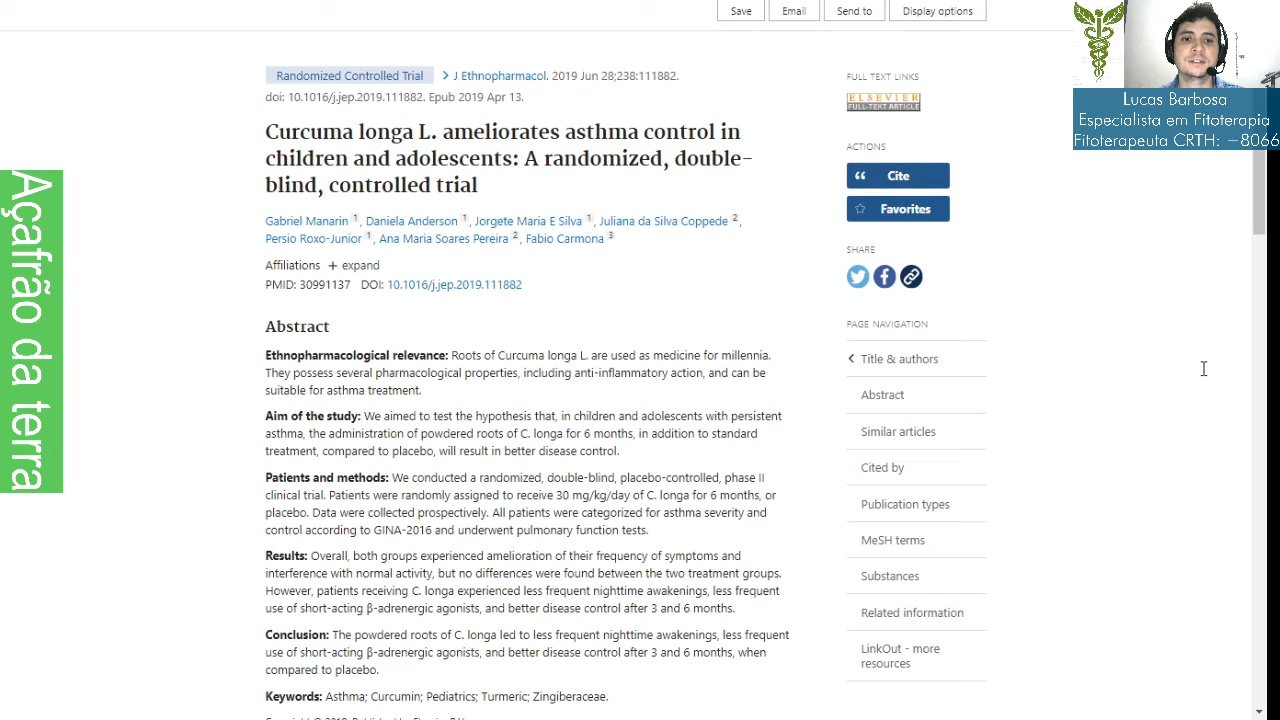 Save
Email
Send to
Display options
Randomized Controlled Trial
J Ethnopharmacol. 2019 Jun 28;238:111882.
doi: 10.1016/j.jep.2019.111882. Epub 2019 Apr 13.
Curcuma longa L. ameliorates asthma control in
children and adolescents: A randomized, double-
blind, controlled trial
Gabriel Manarin 1, Daniela Anderson 1, Jorgete Maria E Silva 1, Juliana da Silva Coppede 2,
Persio Roxo-Junior 1, Ana Maria Soares Pereira 2, Fabio Carmona 3
Affiliations + expand
PMID: 30991137 DOI: 10.1016/j.jep.2019.111882
Abstract
Ethnopharmacological relevance: Roots of Curcuma longa L. are used as medicine for millennia.
They possess several pharmacological properties, including anti-inflammatory action, and can be
suitable for asthma treatment.
Aim of the study: We aimed to test the hypothesis that, in children and adolescents with persistent
asthma, the administration of powdered roots of C. longa for 6 months, in addition to standard
treatment, compared to placebo, will result in better disease control.
Patients and methods: We conducted a randomized, double-blind, placebo-controlled, phase II
clinical trial. Patients were randomly assigned to receive 30 mg/kg/day of C. longa for 6 months, or
placebo. Data were collected prospectively. All patients were categorized for asthma severity and
control according to GINA-2016 and underwent pulmonary function tests.
Results: Overall, both groups experienced amelioration of their frequency of symptoms and
interference with normal activity, but no differences were found between the two treatment groups.
However, patients receiving C. longa experienced less frequent nighttime awakenings, less frequent
use of short-acting β-adrenergic agonists, and better disease control after 3 and 6 months.
Conclusion: The powdered roots of C. longa led to less frequent nighttime awakenings, less frequent
use of short-acting β-adrenergic agonists, and better disease control after 3 and 6 months, when
compared to placebo.
Keywords: Asthma; Curcumin; Pediatrics; Turmeric; Zingiberaceae.
FULL TEXT LINKS
ELSEVIER
FULL-TEXT ARTICLE
ACTIONS
Cite
Favorites
SHARE
PAGE NAVIGATION
Title & authors
Abstract
Similar articles
Cited by
Publication types
MeSH terms
Substances
Related information
LinkOut - more
resources
Lucas Barbosa
Especialista em Fitoterapia
Fitoterapeuta CRTH: −8066
Açafrão da terra